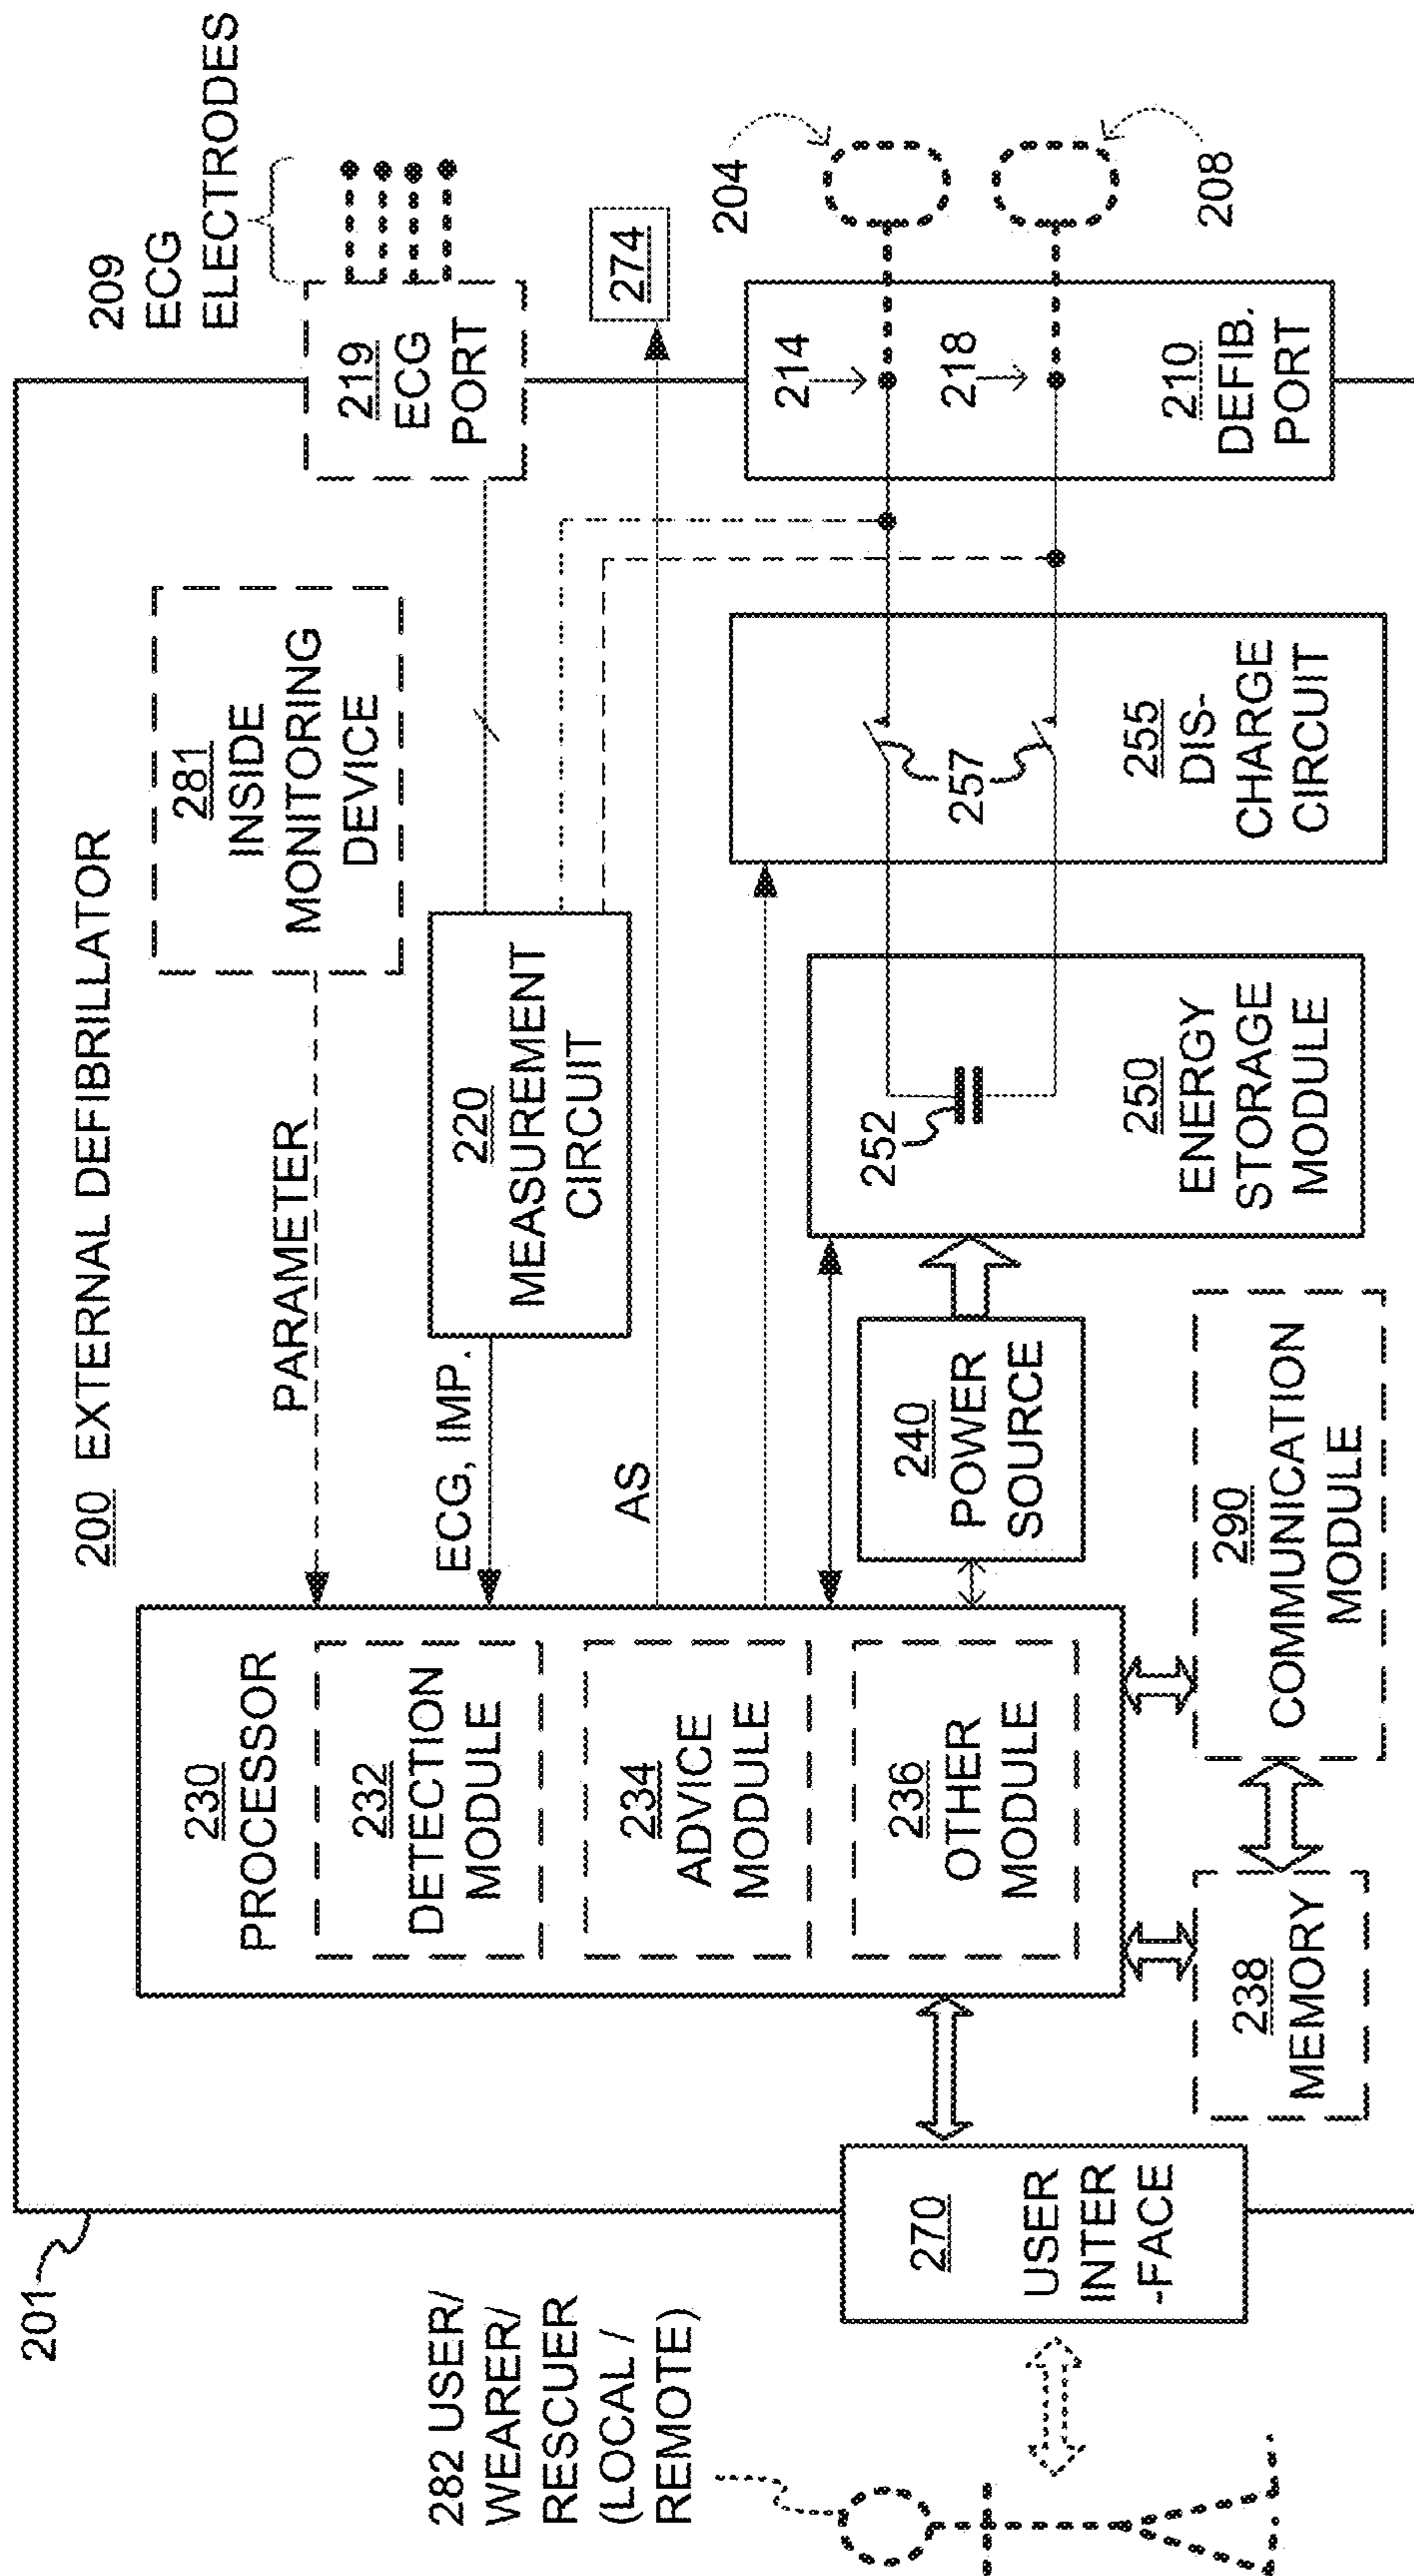 201
200 EXTERNAL DEFIBRILLATOR
209
ECG
ELECTRODES
281
INSIDE
MONITORING
DEVICE
219
ECG
PORT
PARAMETER
230
PROCESSOR
232
DETECTION
MODULE
234
ADVICE
MODULE
236
OTHER
MODULE
ECG, IMP.
220
MEASUREMENT
CIRCUIT
AS
274
282 USER/
WEARER/
RESCUER
(LOCAL /
REMOTE)
270
USER
INTER
-FACE
240
POWER
SOURCE
252
250
ENERGY
STORAGE
MODULE
257
255
DIS-
CHARGE
CIRCUIT
214
218
210
DEFIB.
PORT
204
208
238
MEMORY
290
COMMUNICATION
MODULE